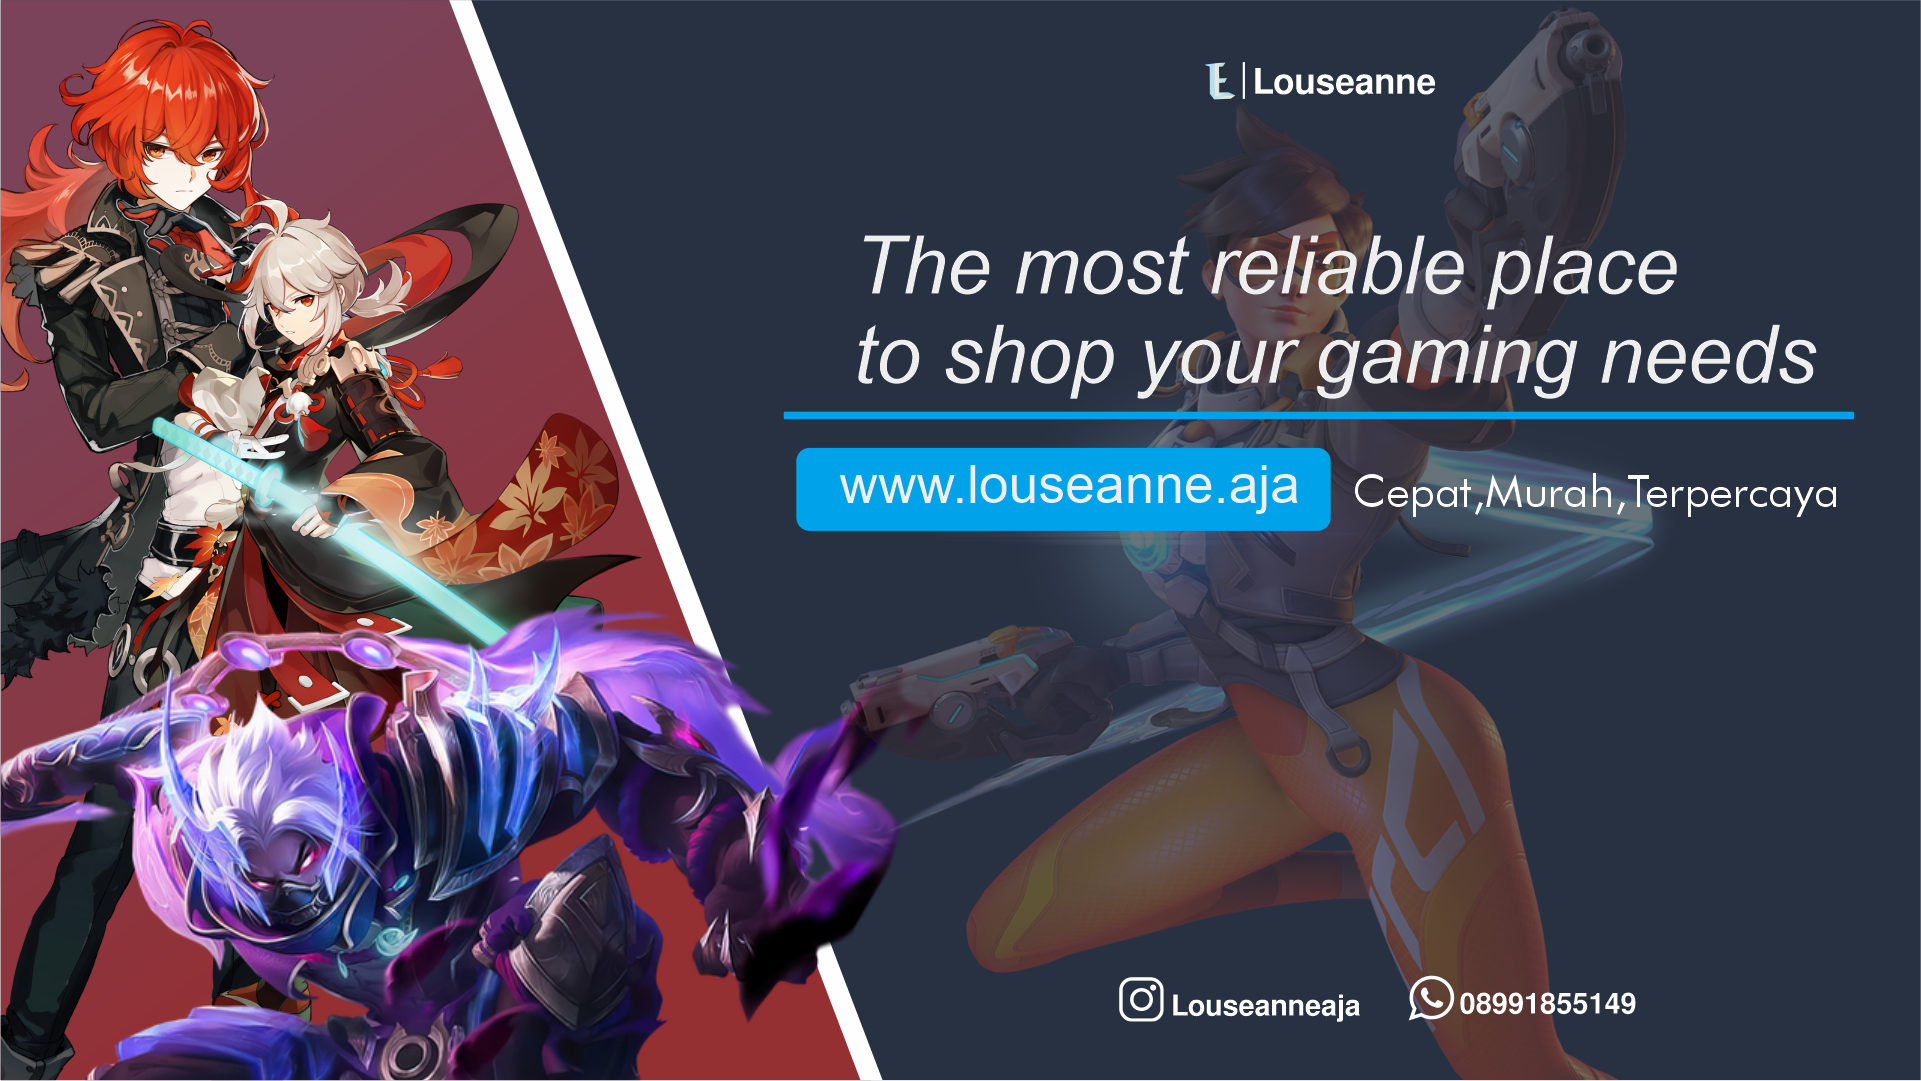 E | Louseanne
The most reliable place
to shop your gaming needs
www.louseanne.aja
Cepat,Murah,Terpercaya
Louseanneaja
08991855149